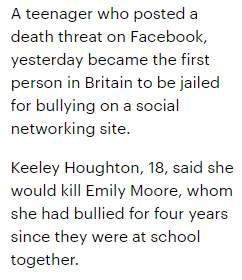 A teenager who posted a
death threat on Facebook,
yesterday became the first
person in Britain to be jailed
for bullying on a social
networking site.
Keeley Houghton, 18, said she
would kill Emily Moore, whom
she had bullied for four years
since they were at school
together.